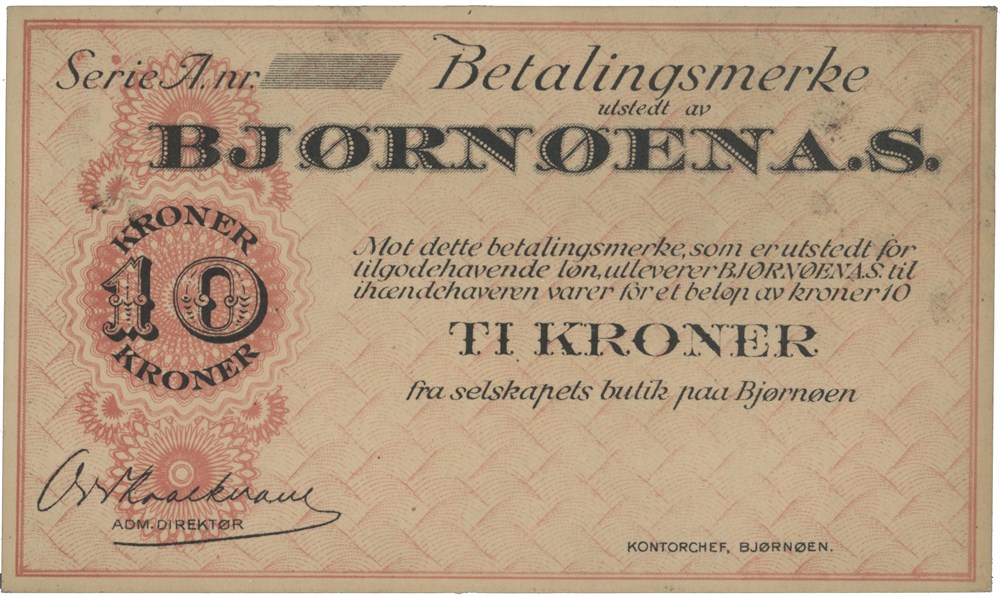 Serie A. nr.
Betalingsmerke
utstedt av
BJØRNØEN A.S.
KRONER
10
KRONER
Mot dette betalingsmerke, som er utstedt for
tilgodehavende løn, utleverer BJØRNØEN A.S. til
ihændehaveren varer for et beløp av kroner 10
TI KRONER
fra selskapets butik paa Bjørnøen
ADM. DIREKTØR
KONTORCHEF, BJØRNØEN.